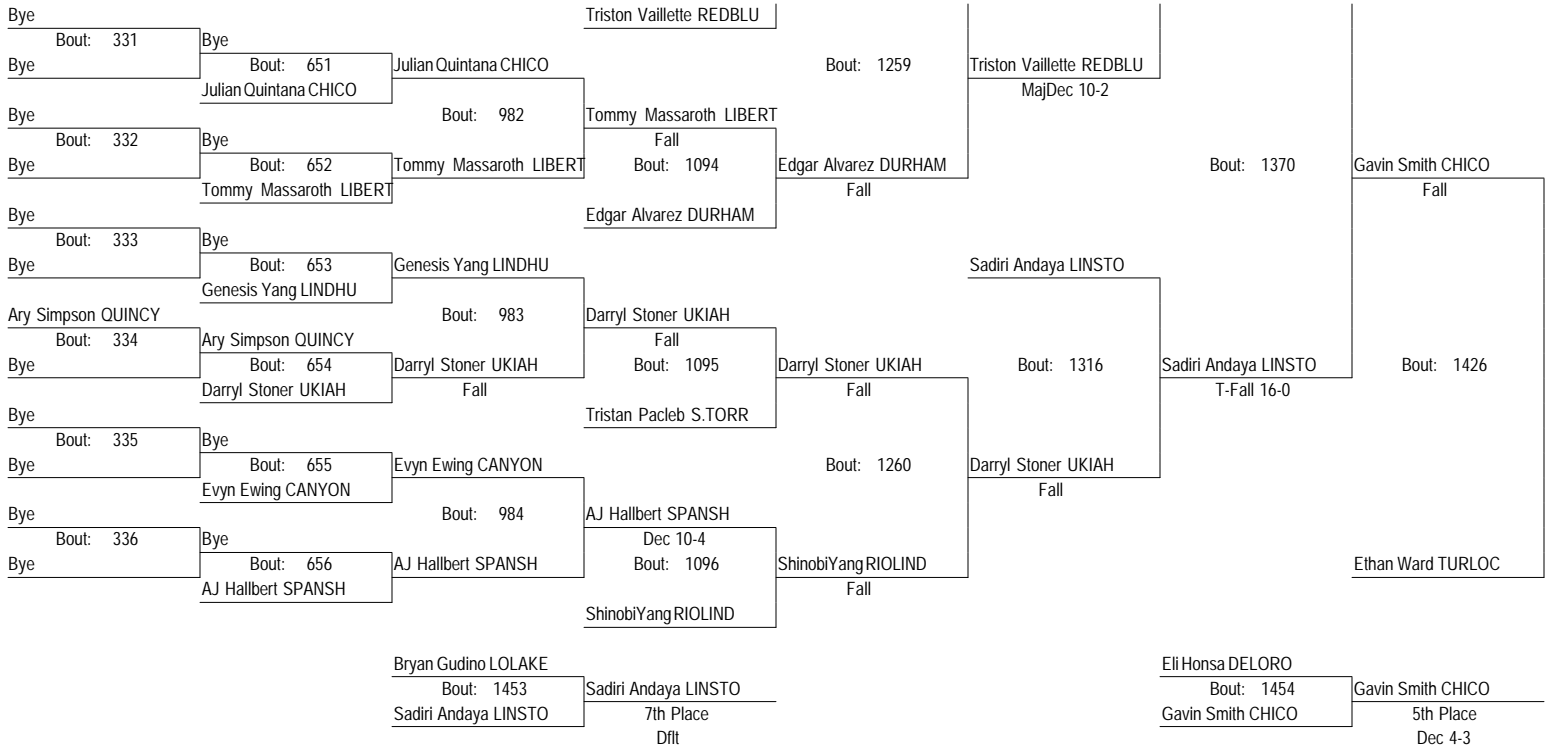 Bye Triston Vaillette REDBLU
Bout: 331 Bye
Bye Bout: 651 Julian Quintana CHICO Bout: 1259 Triston Vaillette REDBLU
Julian Quintana CHICO MajDec 10-2
Bye Bout: 982 Tommy Massaroth LIBERT
Bout: 332 Bye Fall
Bye Bout: 652 Tommy Massaroth LIBERT Bout: 1094 Edgar Alvarez DURHAM Bout: 1370 Gavin Smith CHICO
Tommy Massaroth LIBERT Fall Fall
Bye Edgar Alvarez DURHAM
Bout: 333 Bye
Bye Bout: 653 Genesis Yang LINDHU Sadiri Andaya LINSTO
Genesis Yang LINDHU
Ary Simpson QUINCY Bout: 983 Darryl Stoner UKIAH
Bout: 334 Ary Simpson QUINCY Fall
Bye Bout: 654 Darryl Stoner UKIAH Bout: 1095 Darryl Stoner UKIAH Bout: 1316 Sadiri Andaya LINSTO Bout: 1426
Darryl Stoner UKIAH Fall Fall T-Fall 16-0
Bye Tristan Pacleb S.TORR
Bout: 335 Bye
Bye Bout: 655 Evyn Ewing CANYON Bout: 1260 Darryl Stoner UKIAH
Evyn Ewing CANYON Fall
Bye Bout: 984 AJ Hallbert SPANSH
Bout: 336 Bye Dec 10-4
Bye Bout: 656 AJ Hallbert SPANSH Bout: 1096 ShinobiYang RIOLIND Ethan Ward TURLOC
AJ Hallbert SPANSH Fall
ShinobiYang RIOLIND
Bryan Gudino LOLAKE Eli Honsa DELORO
Bout: 1453 Sadiri Andaya LINSTO Bout: 1454 Gavin Smith CHICO
Sadiri Andaya LINSTO 7th Place Gavin Smith CHICO 5th Place
Dflt Dec 4-3